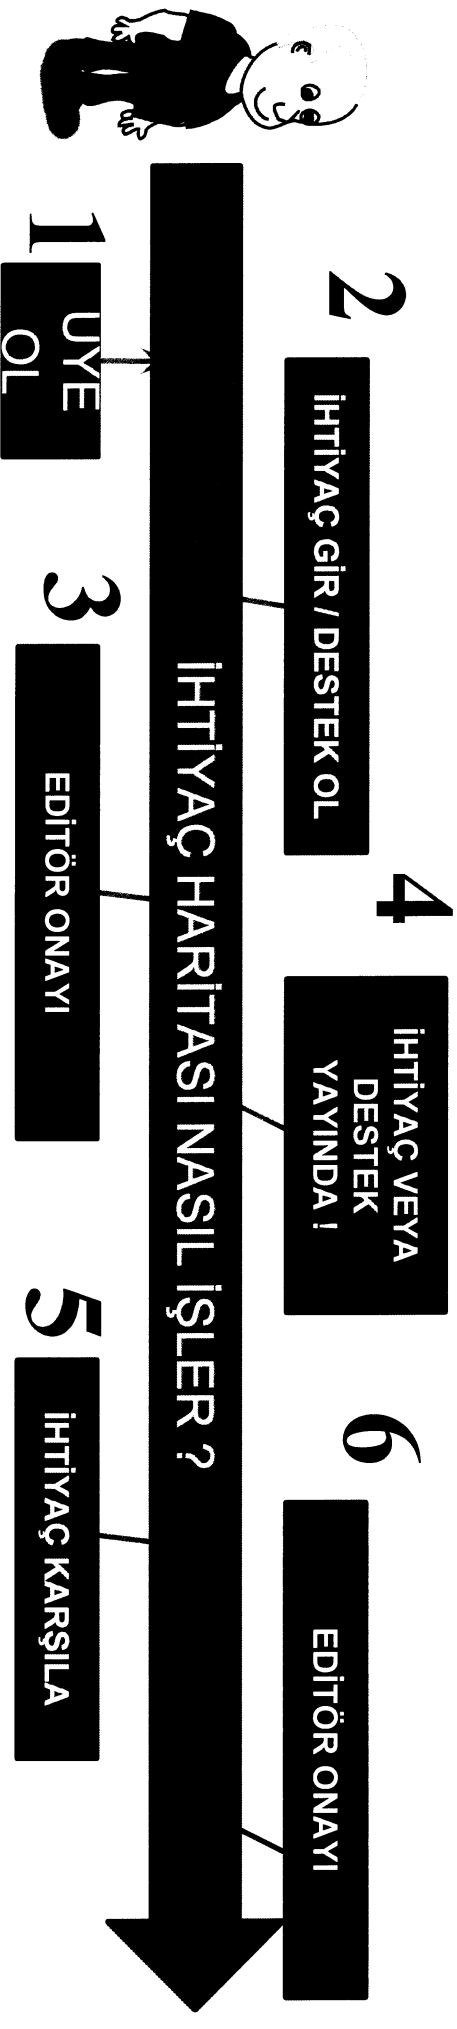 1
ÜYE
OL
2
İHTİYAÇ GİR / DESTEK OL
3
EDİTÖR ONAYI
İHTİYAÇ HARİTASI NASIL İŞLER ?
4
İHTİYAÇ VEYA
DESTEK
YAYINDA !
5
İHTİYAÇ KARŞILA
6
EDİTÖR ONAYI